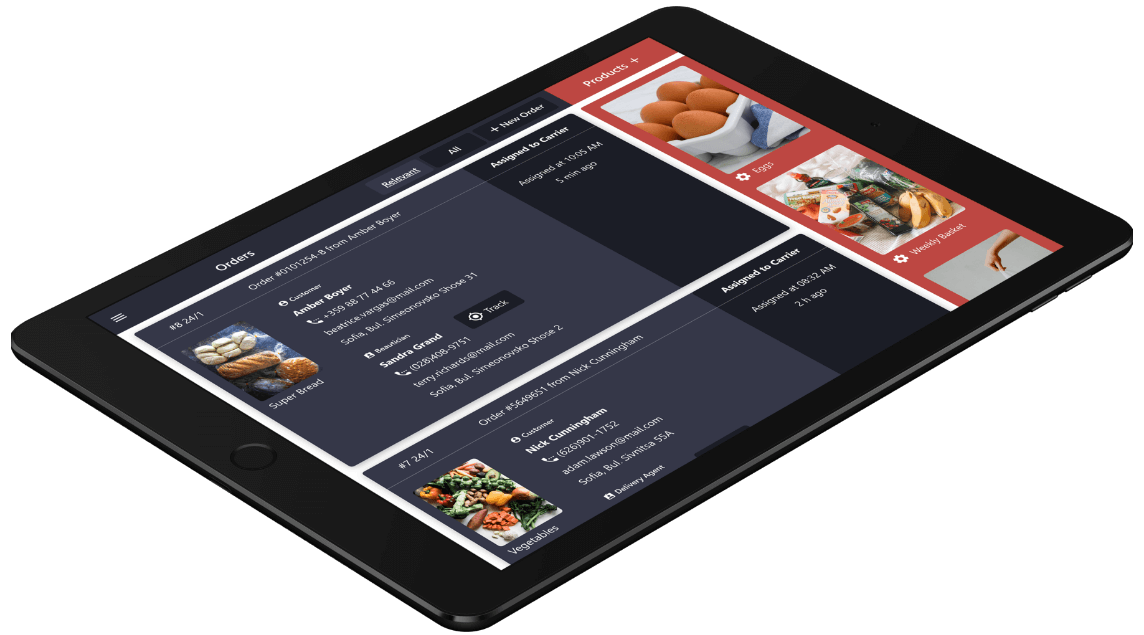 Orders
Relevant
All
+ New Order
Products +
#8 24/1
Order #0101254-8 from Amber Boyer
Super Bread
Customer
Amber Boyer
+359 88 77 44 66
beatrice.vargas@mail.com
Sofia, Bul. Simeonovsko Shose 31
Beautician
Sandra Grand
(028)408-9751
terry.richards@mail.com
Sofia, Bul. Simeonovsko Shose 2
Track
Assigned to Carrier
Assigned at 10:05 AM
5 min ago
#7 24/1
Order #5649651 from Nick Cunningham
Vegetables
Customer
Nick Cunningham
(626)901-1752
adam.lawson@mail.com
Sofia, Bul. Slivnitsa 55A
Delivery Agent
Assigned to Carrier
Assigned at 08:32 AM
2 h ago
Eggs
Weekly Basket